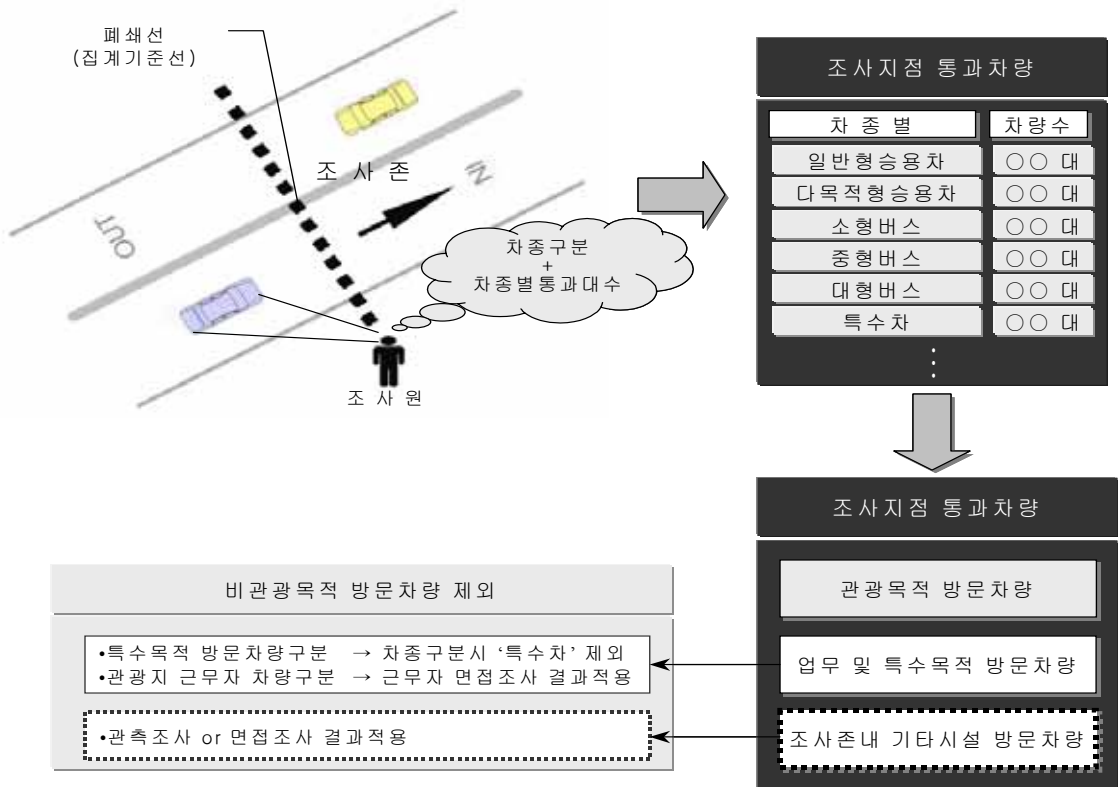 폐쇄선
(집계기준선)
조사존
IN
OUT
차종구분
+
차종별통과대수
조사원
조사지점 통과차량
차종별 차량수
일반형승용차 ○○ 대
다목적형승용차 ○○ 대
소형버스 ○○ 대
중형버스 ○○ 대
대형버스 ○○ 대
특수차 ○○ 대
⋮
조사지점 통과차량
관광목적 방문차량
업무 및 특수목적 방문차량
조사존내 기타시설 방문차량
비관광목적 방문차량 제외
•특수목적 방문차량구분 → 차종구분시 ‘특수차’ 제외
•관광지 근무자 차량구분 → 근무자 면접조사 결과적용
•관측조사 or 면접조사 결과적용